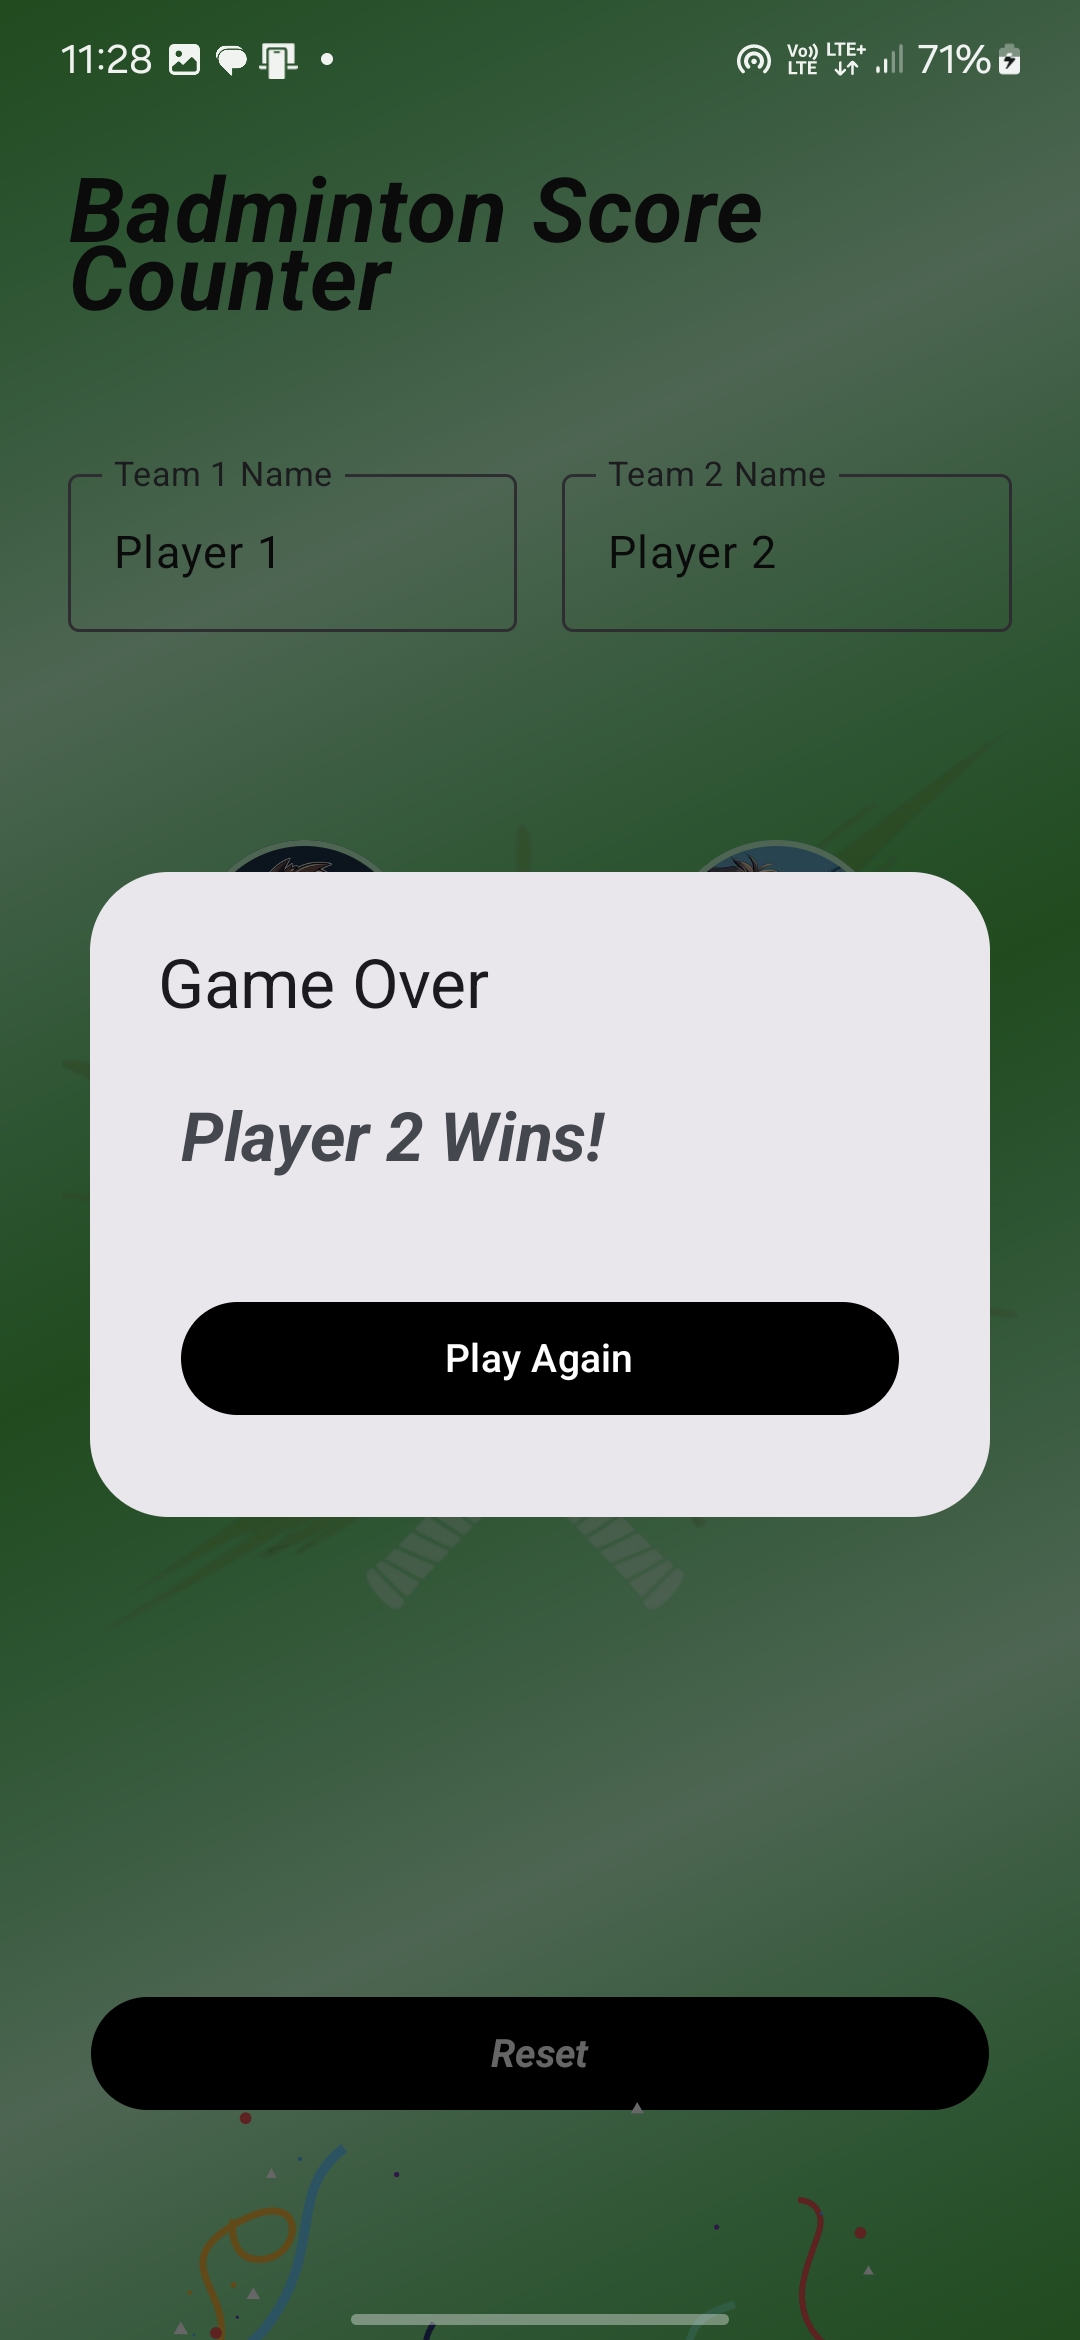 11:28
Vo)) LTE+ 71%
LTE
Badminton Score
Counter
Team 1 Name
Team 2 Name
Player 1
Player 2
Game Over
Player 2 Wins!
Play Again
Reset